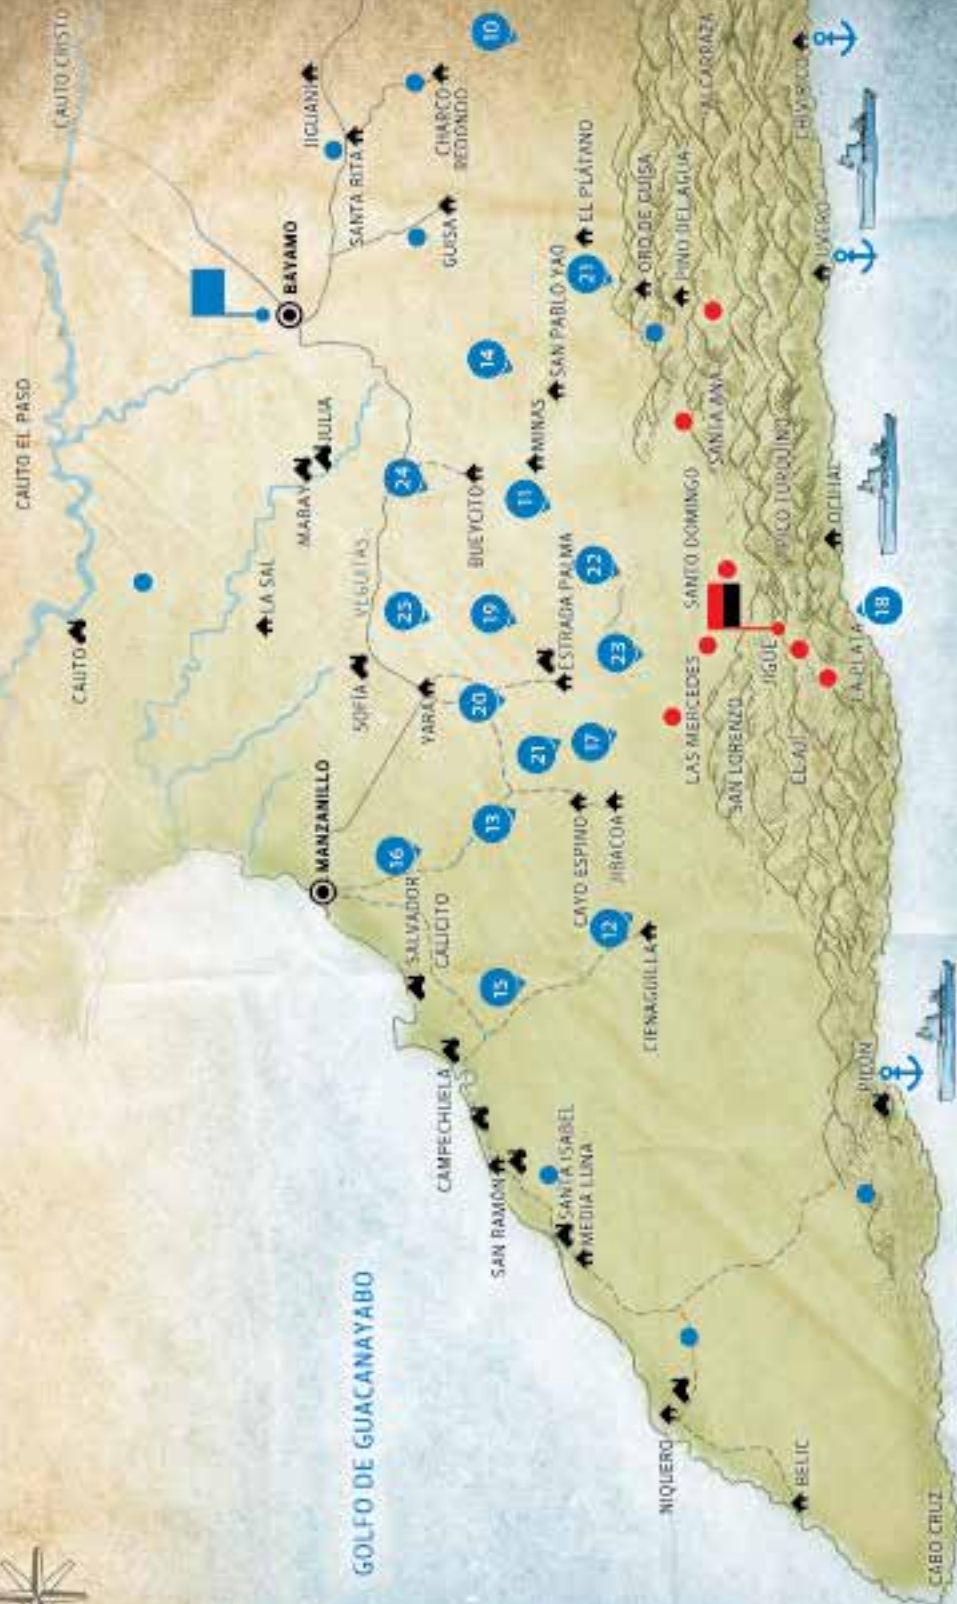 CAUTO CRISTO
CAUTO EL PASO
CAUTO
LA SAL
MABAY
JULIA
BAYAMO
JIGUANÍ
SANTA RITA
CHARCO
REDONDO
GUISA
10
MANZANILLO
SOFÍA
VEGUITAS
YARA
24
BUEYCITO
14
25
19
20
16
13
SALVADOR
CALICITO
15
CAMPECHUELA
SAN RAMÓN
SANTA ISABEL
MEDIA LUNA
GOLFO DE GUACANAYABO
NIQUERO
BELIC
CABO CRUZ
PILÓN
CIENAGUILLA
12
CAYO ESPINO
JIBACOA
21
17
ESTRADA PALMA
23
22
11
MINAS
SAN PABLO YAO
23
EL PLÁTANO
ORO DE GUISA
PINO DEL AGUA
ALCARRAZA
CHIVIRICO
UVERO
SANTA ANA
PICO TURQUINO
OCUJAL
SANTO DOMINGO
LAS MERCEDES
SAN LORENZO
JIGÜE
EL AJÍ
LA PLATA
18